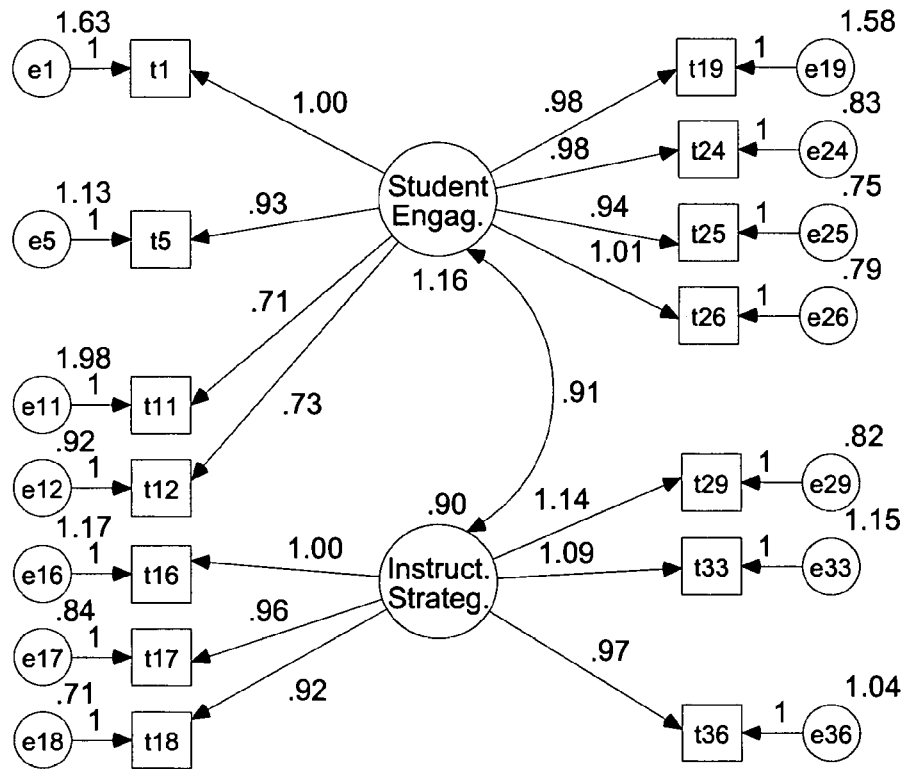 1.63
1.58
e1
1
t1
t19
1
e19
1.00
.98
.83
.98
t24
1
e24
Student
Engag.
1.13
e5
1
t5
.93
.94
.75
t25
1
e25
1.01
1.16
.79
t26
1
e26
.71
1.98
e11
1
t11
.73
.91
.92
e12
1
t12
.82
t29
1
e29
.90
1.14
1.17
e16
1
t16
1.00
1.09
1.15
t33
1
e33
Instruct.
Strateg.
.84
e17
1
t17
.96
.97
.71
e18
1
t18
.92
1.04
t36
1
e36